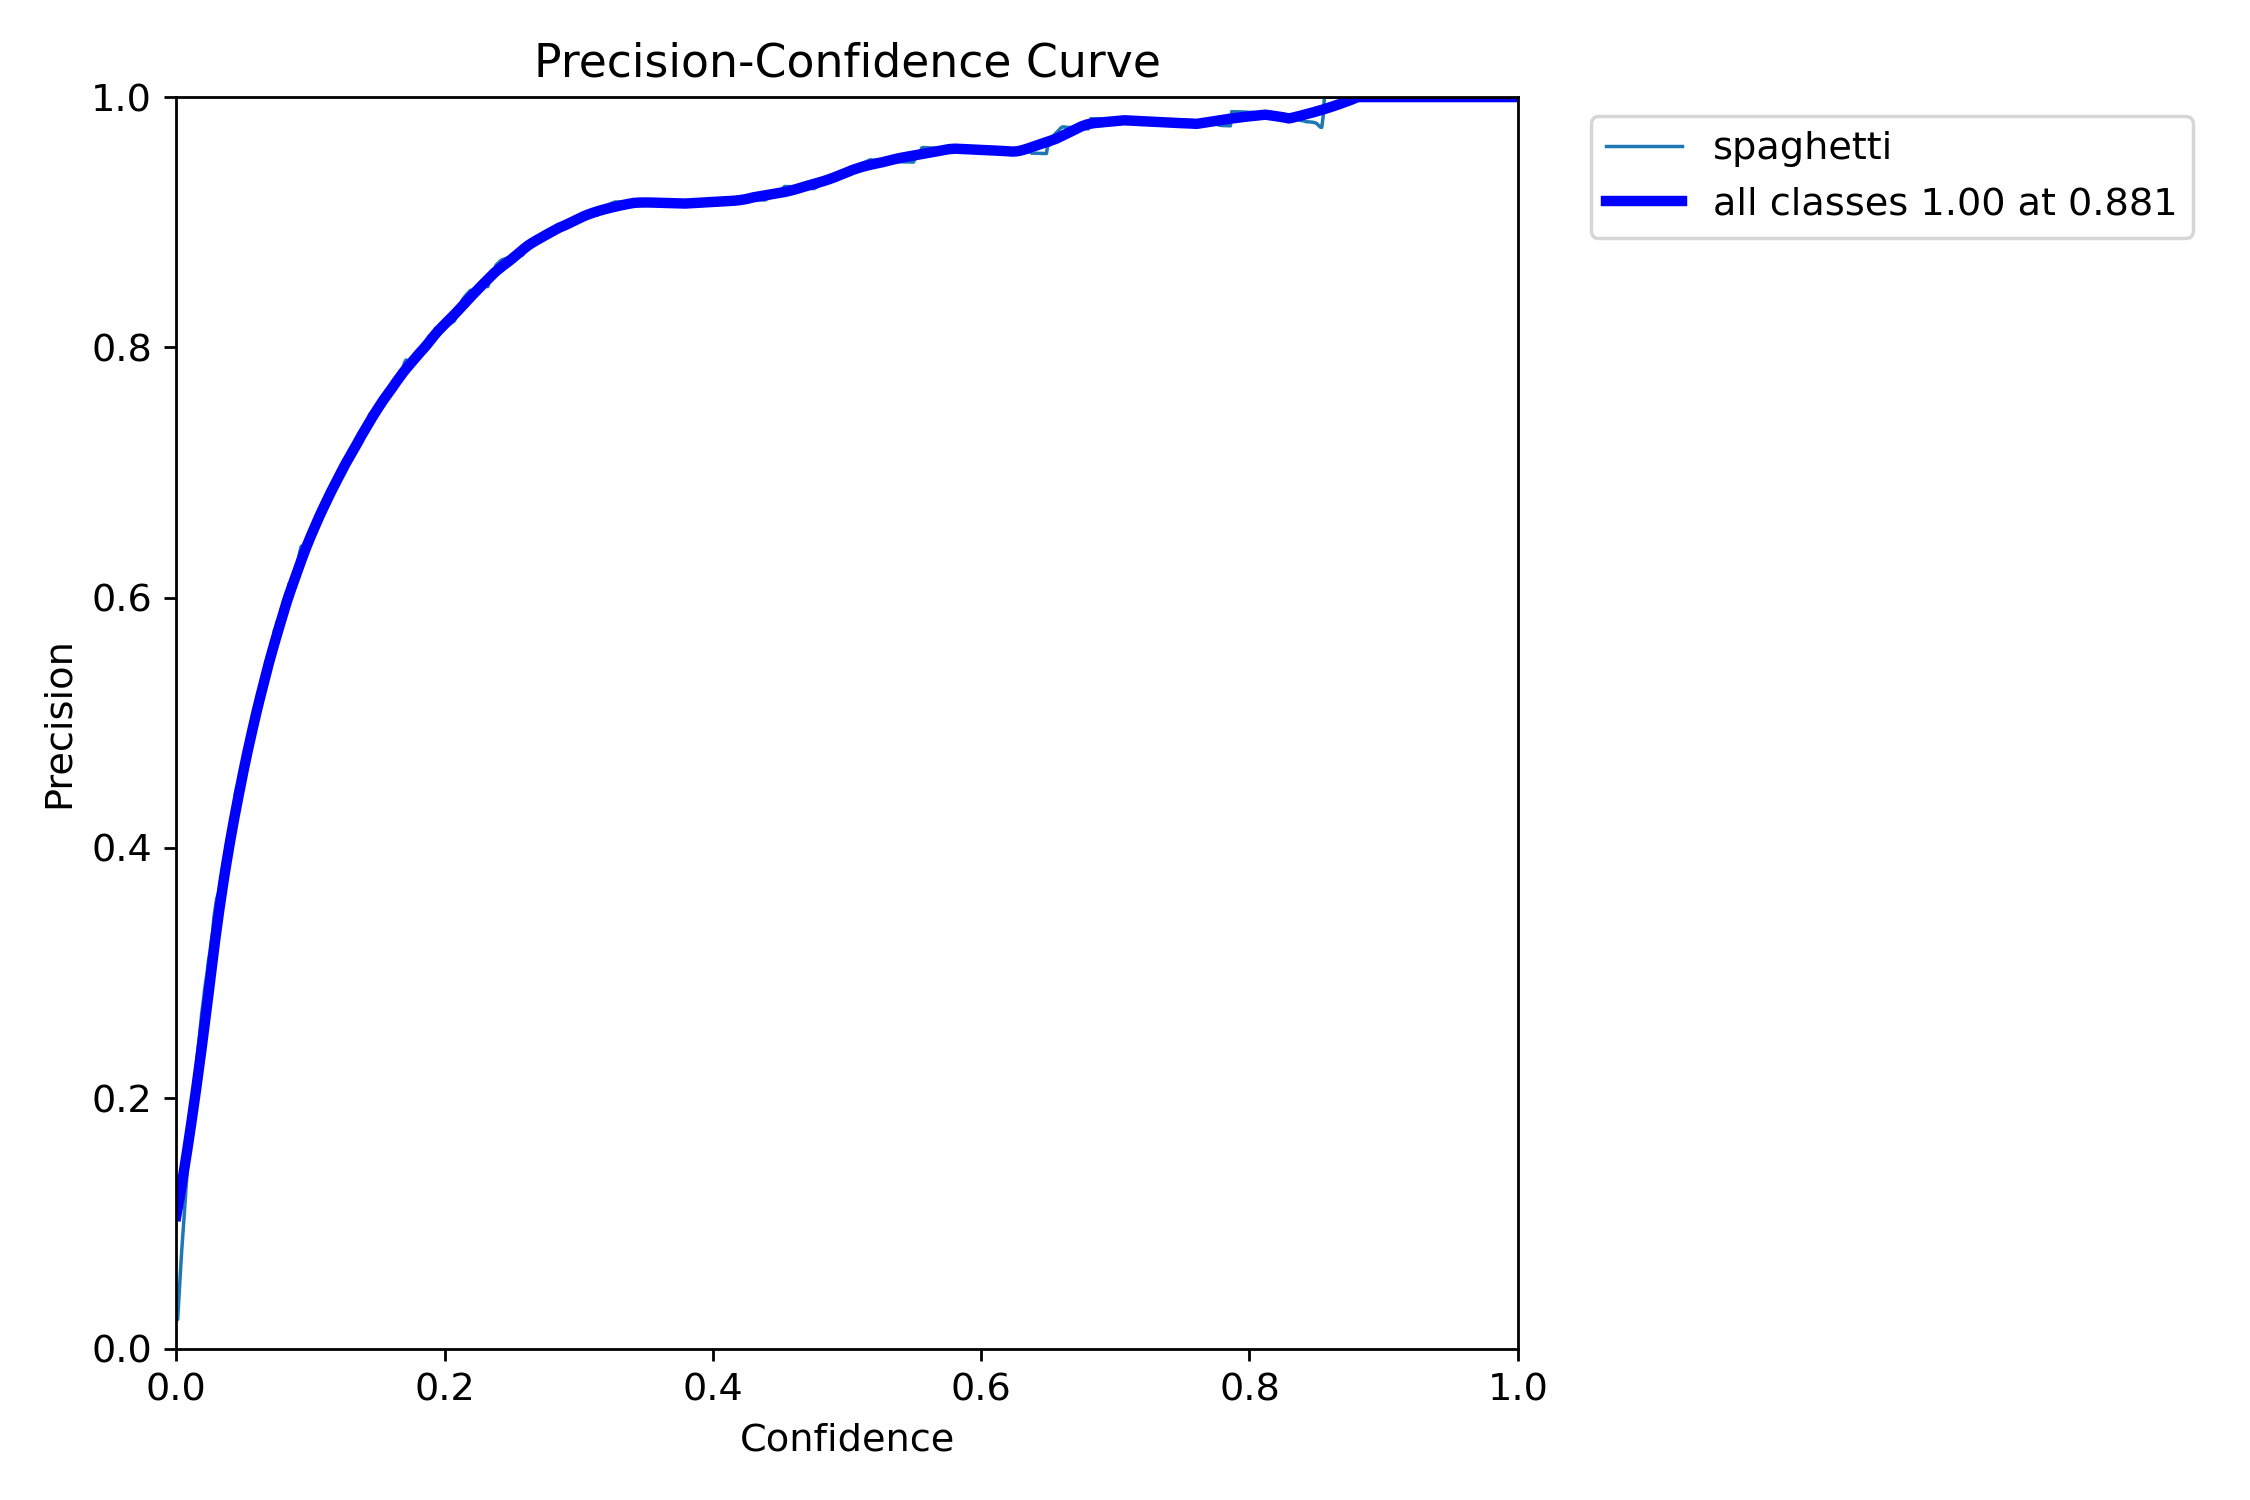 Precision-Confidence Curve
1.0
0.8
0.6
0.4
0.2
0.0
Precision
0.0 0.2 0.4 0.6 0.8 1.0
Confidence
spaghetti
all classes 1.00 at 0.881